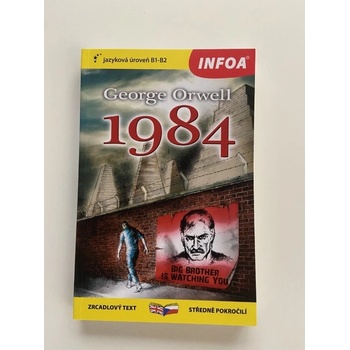 jazyková úroveň B1-B2
INFOA
George Orwell
1984
BIG BROTHER
IS WATCHING YOU
ZRCADLOVÝ TEXT
STŘEDNĚ POKROČILÍ